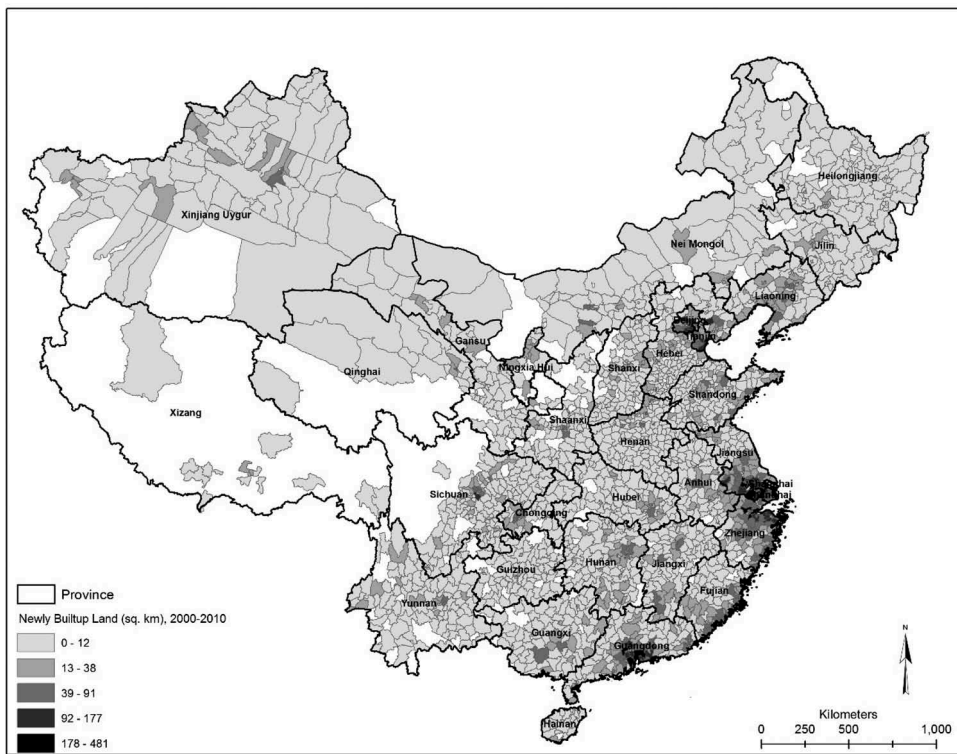 Heilongjiang
Xinjiang Uygur
Nei Mongol
Jilin
Liaoning
Gansu
Hebei
Qinghai
Ningxia Hui
Shanxi
Shandong
Xizang
Shaanxi
Henan
Jiangsu
Anhui
Sichuan
Hubei
Chongqing
Zhejiang
Hunan
Jiangxi
Guizhou
Fujian
Yunnan
Guangxi
Guangdong
Hainan
Province
Newly Builtup Land (sq. km), 2000-2010
0 - 12
13 - 38
39 - 91
92 - 177
178 - 481
N
Kilometers
0 250 500 1,000